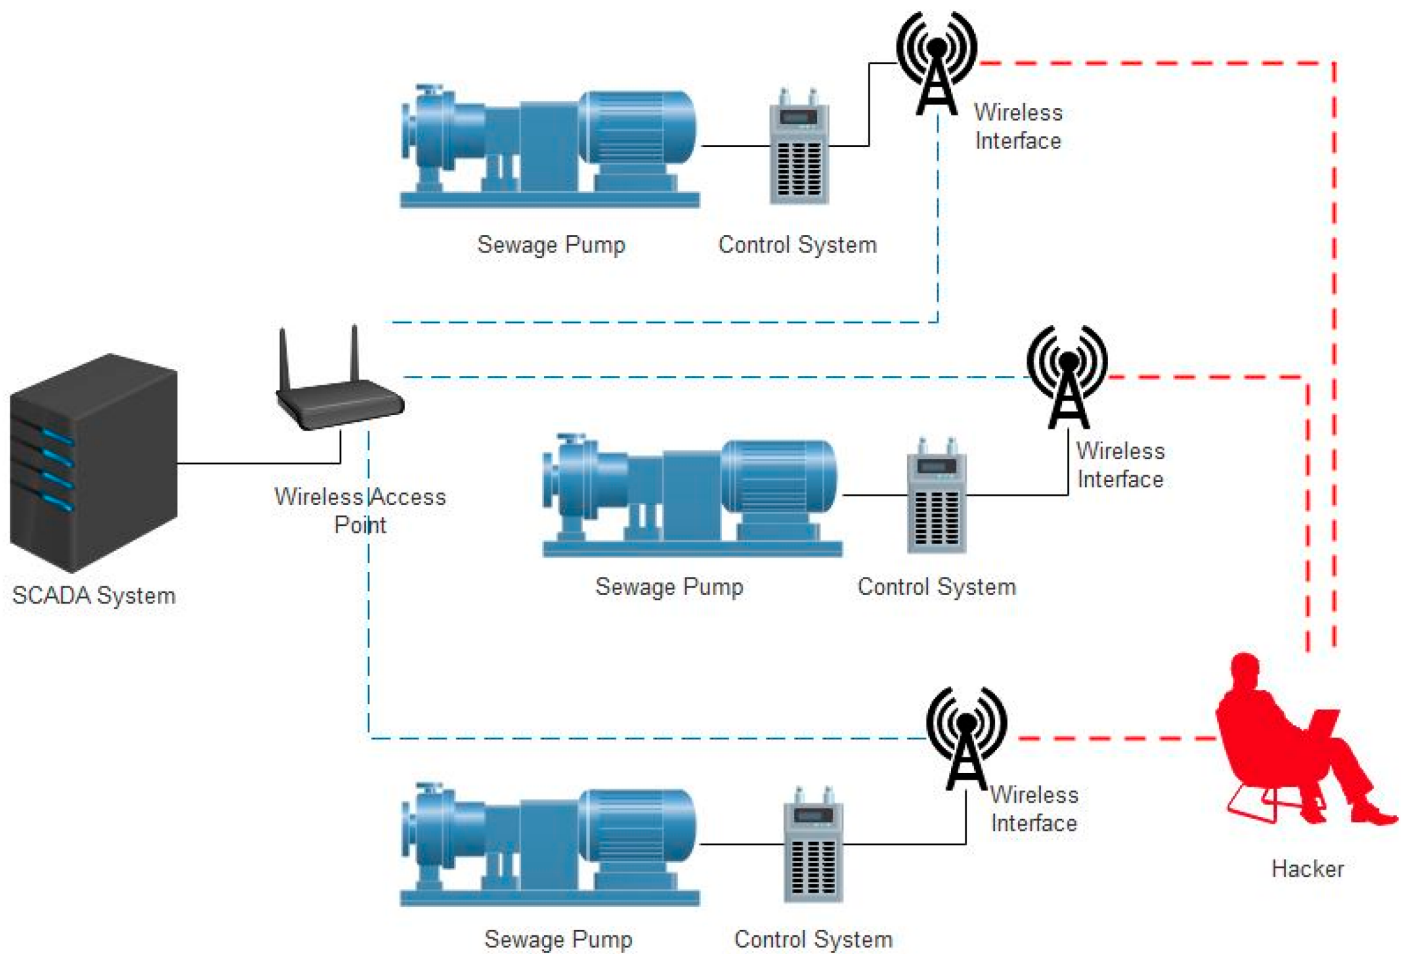 Wireless
Interface
Sewage Pump
Control System
Wireless
Interface
Wireless Access
Point
SCADA System
Sewage Pump
Control System
Wireless
Interface
Hacker
Sewage Pump
Control System